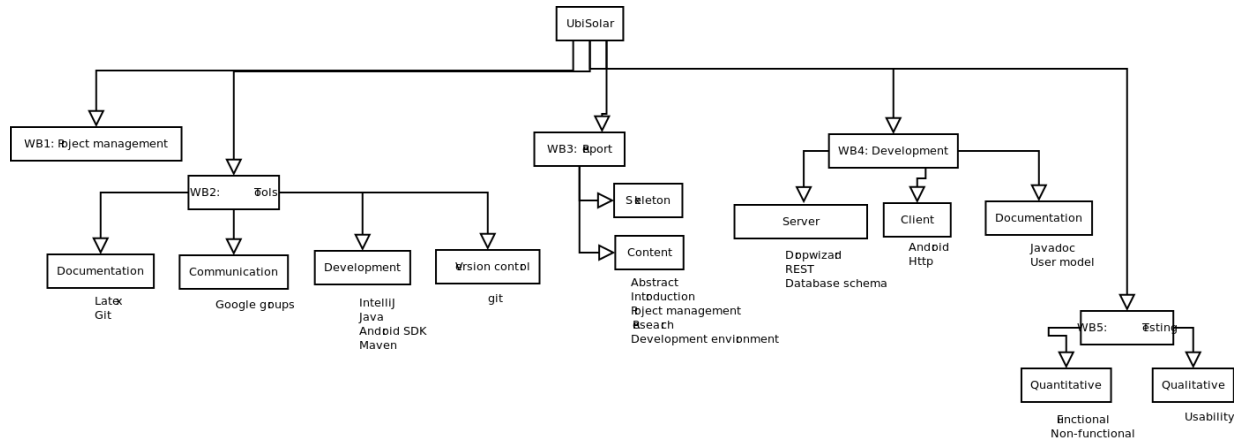 UbiSolar
WB1: Project management
WB2: Tools
Documentation
Latex
Git
Communication
Google groups
Development
IntelliJ
Java
Android SDK
Maven
Version control
git
WB3: Report
Skeleton
Content
Abstract
Introduction
Project management
Research
Development environment
WB4: Development
Server
Dropwizard
REST
Database schema
Client
Android
Http
Documentation
Javadoc
User model
WB5: Testing
Quantitative
Functional
Non-functional
Qualitative
Usability